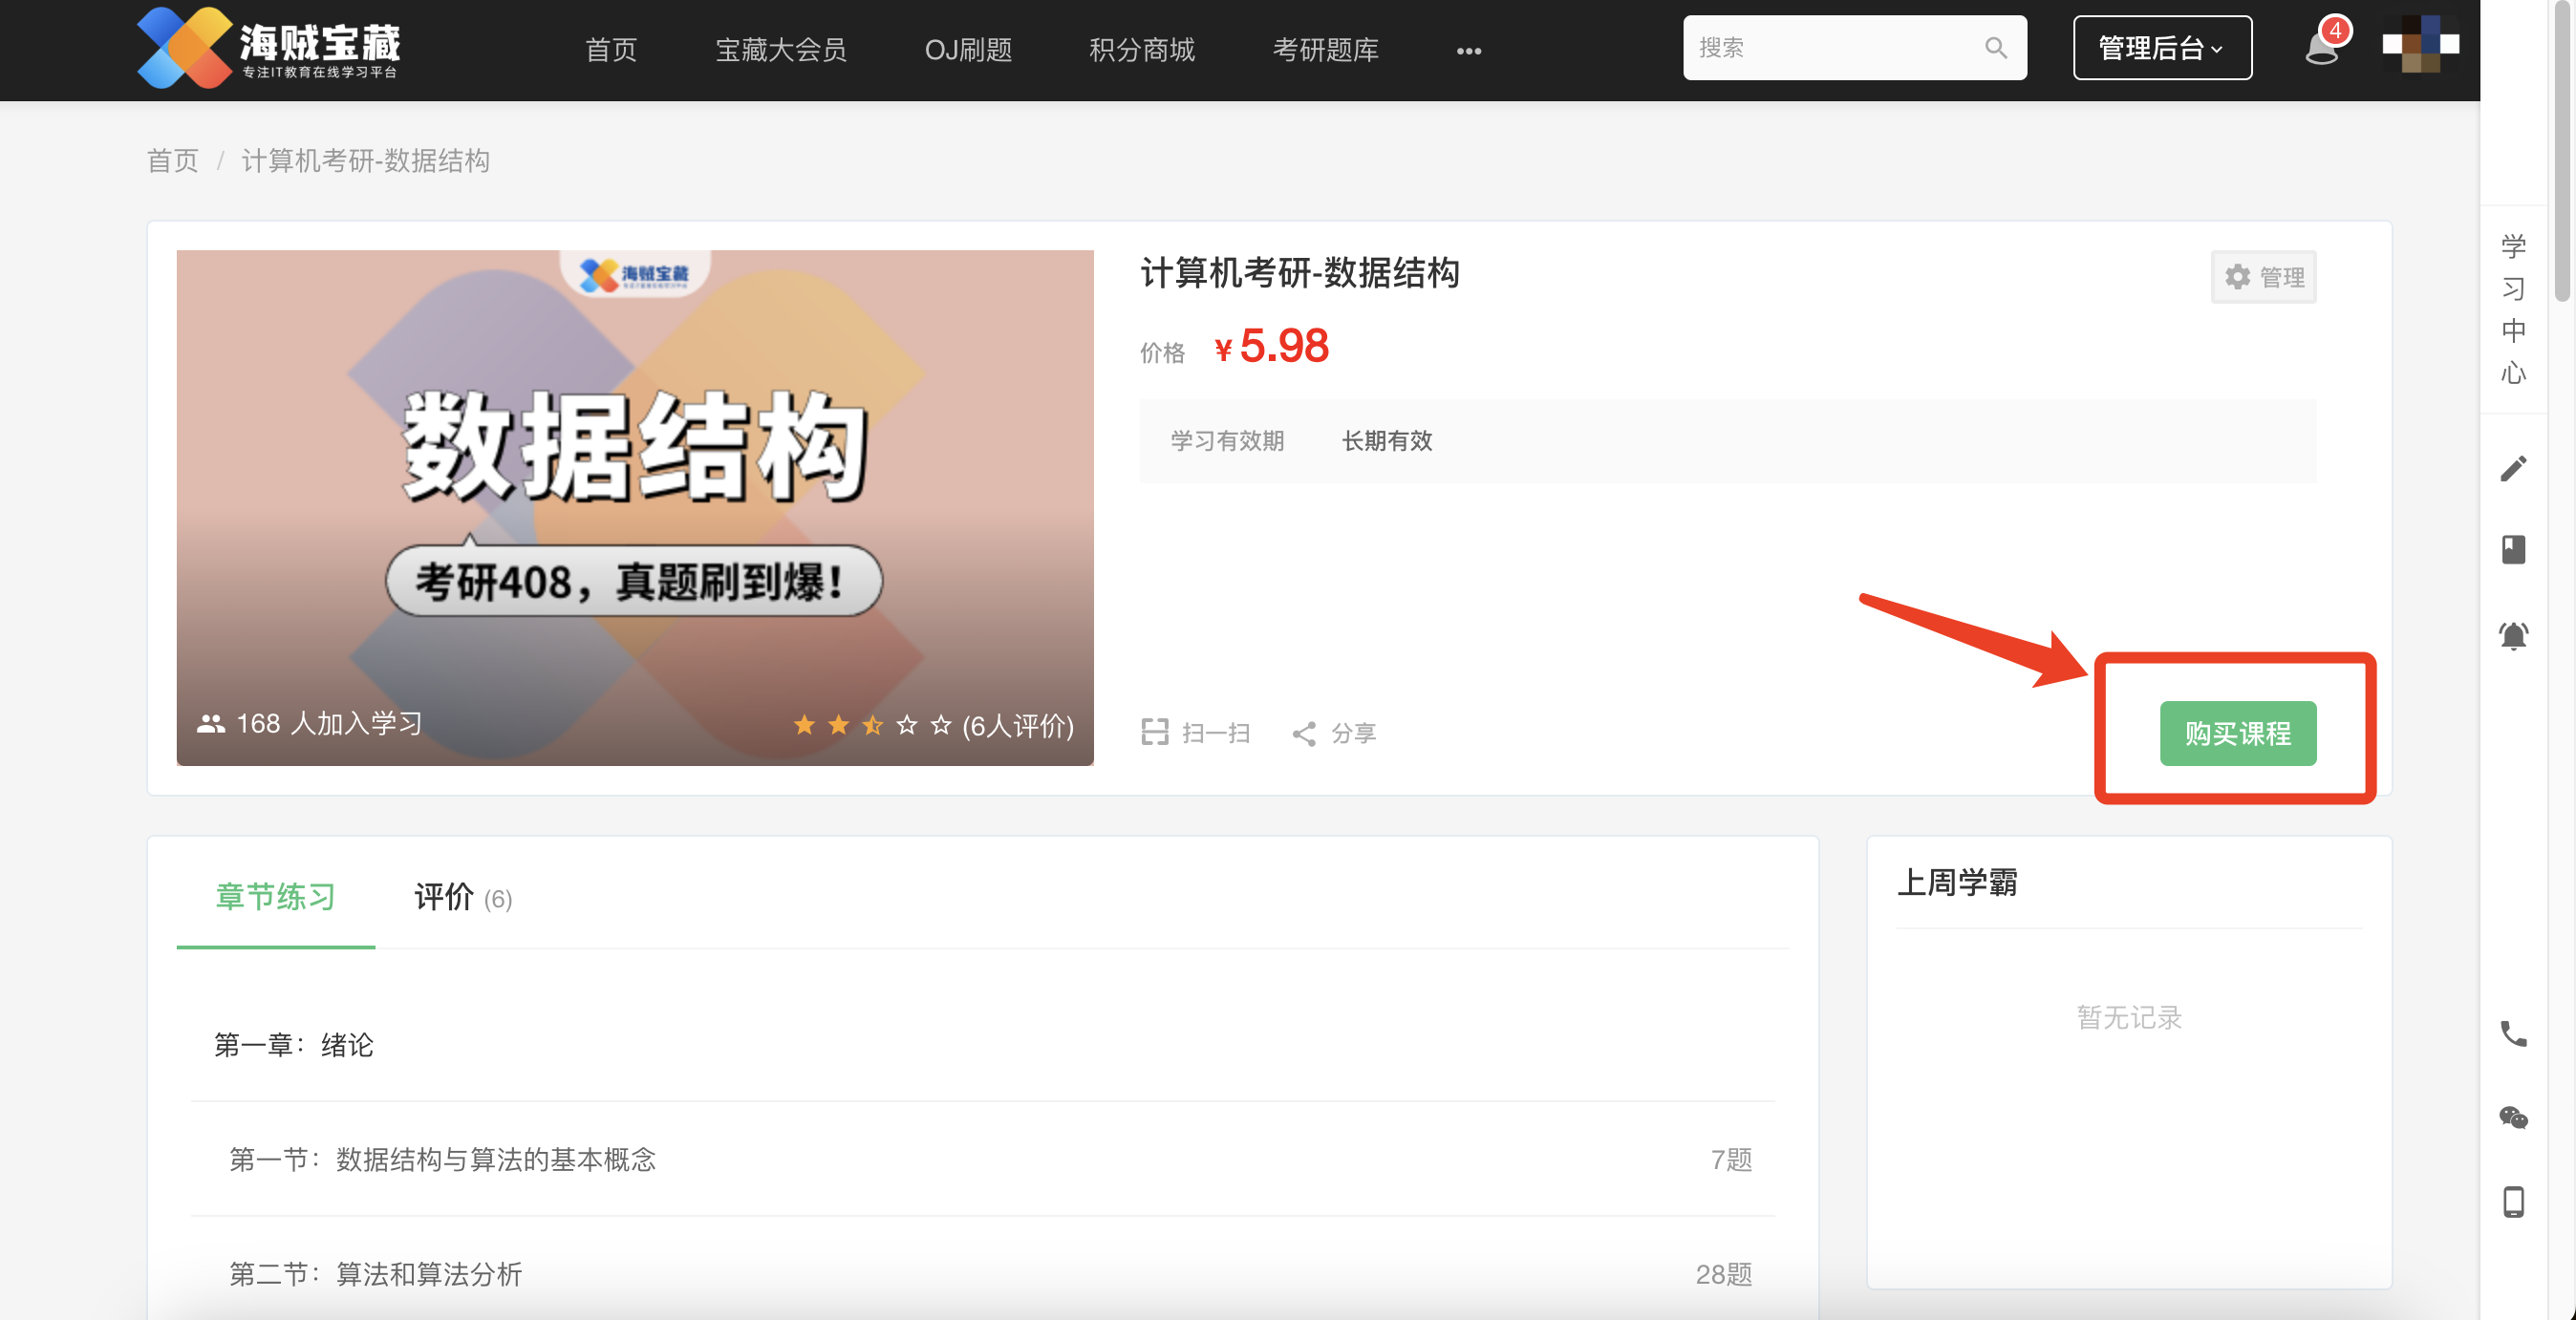 海贼宝藏
专注IT教育在线学习平台
首页 宝藏大会员 OJ刷题 积分商城 考研题库 •••
搜索
管理后台
4
首页 / 计算机考研-数据结构
海贼宝藏
数据结构
考研408，真题刷到爆！
168 人加入学习
(6人评价)
计算机考研-数据结构
管理
价格 ¥5.98
学习有效期 长期有效
扫一扫 分享
购买课程
学习中心
章节练习 评价 (6)
第一章：绪论
第一节：数据结构与算法的基本概念 7题
第二节：算法和算法分析 28题
上周学霸
暂无记录